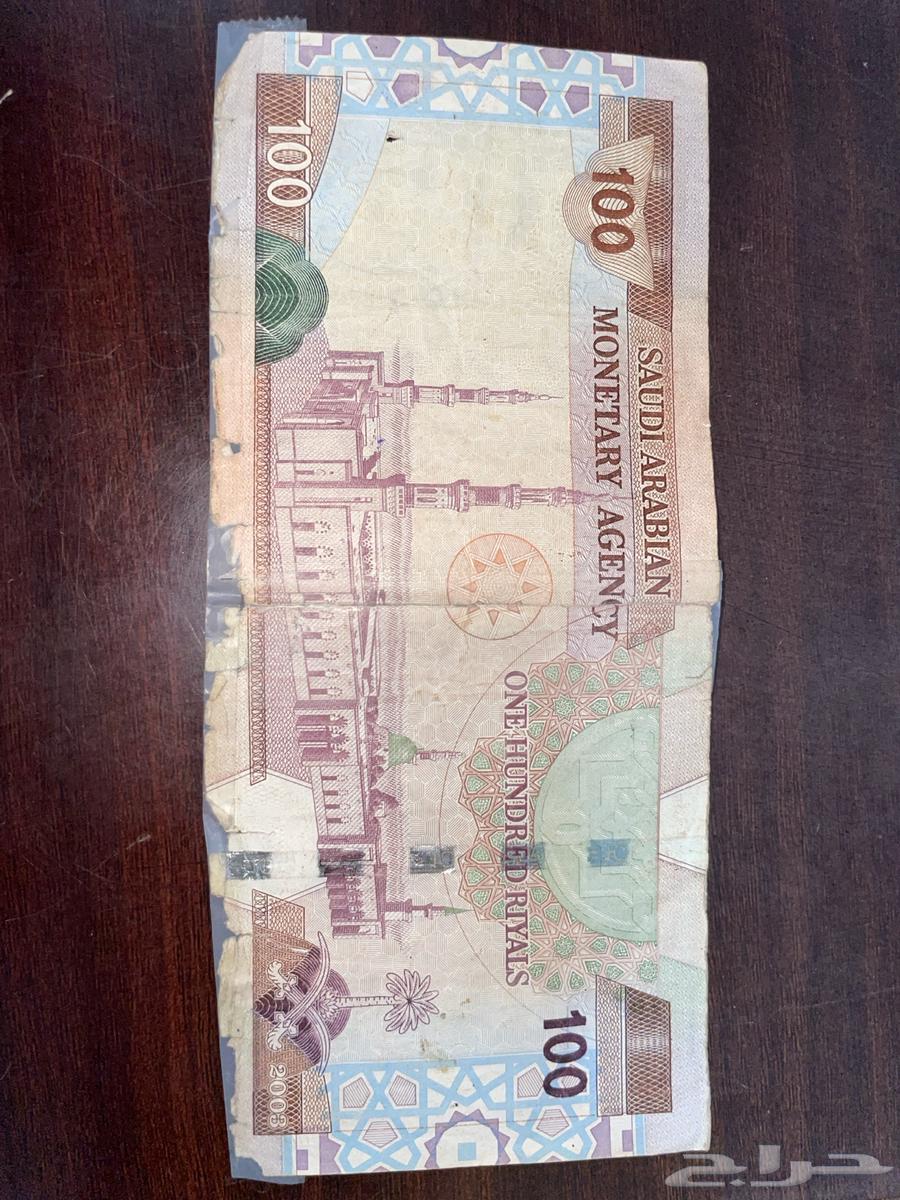 100
SAUDI ARABIAN
MONETARY AGENCY
100
ONE HUNDRED RIYALS
100
2003
حراج